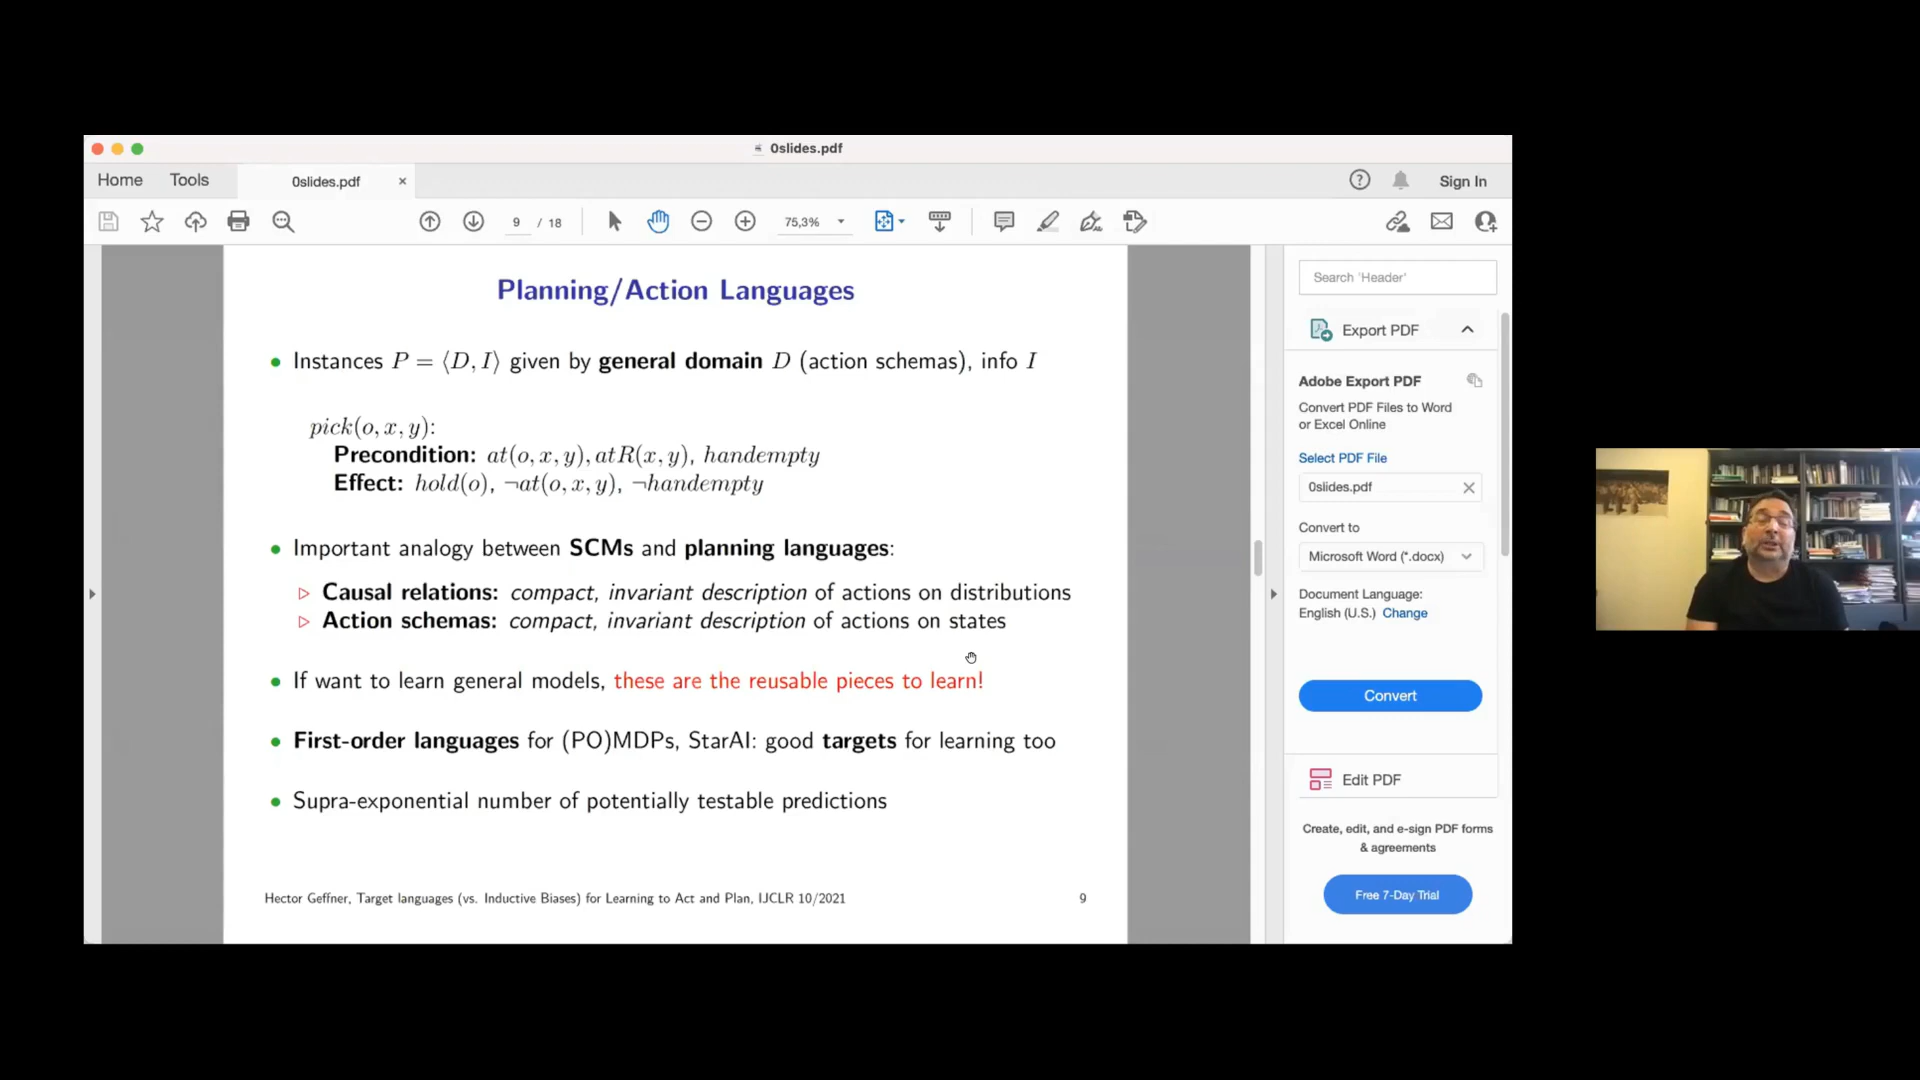 0slides.pdf
Home
Tools
0slides.pdf
Sign In
9 / 18
75,3%
Planning/Action Languages
• Instances P = ⟨D, I⟩ given by general domain D (action schemas), info I
pick(o, x, y):
Precondition: at(o, x, y), atR(x, y), handempty
Effect: hold(o), ¬at(o, x, y), ¬handempty
• Important analogy between SCMs and planning languages:
▷ Causal relations: compact, invariant description of actions on distributions
▷ Action schemas: compact, invariant description of actions on states
• If want to learn general models, these are the reusable pieces to learn!
• First-order languages for (PO)MDPs, StarAI: good targets for learning too
• Supra-exponential number of potentially testable predictions
Hector Geffner, Target languages (vs. Inductive Biases) for Learning to Act and Plan, IJCLR 10/2021
9
Search 'Header'
Export PDF
Adobe Export PDF
Convert PDF Files to Word
or Excel Online
Select PDF File
0slides.pdf
Convert to
Microsoft Word (*.docx)
Document Language:
English (U.S.) Change
Convert
Edit PDF
Create, edit, and e-sign PDF forms
& agreements
Free 7-Day Trial